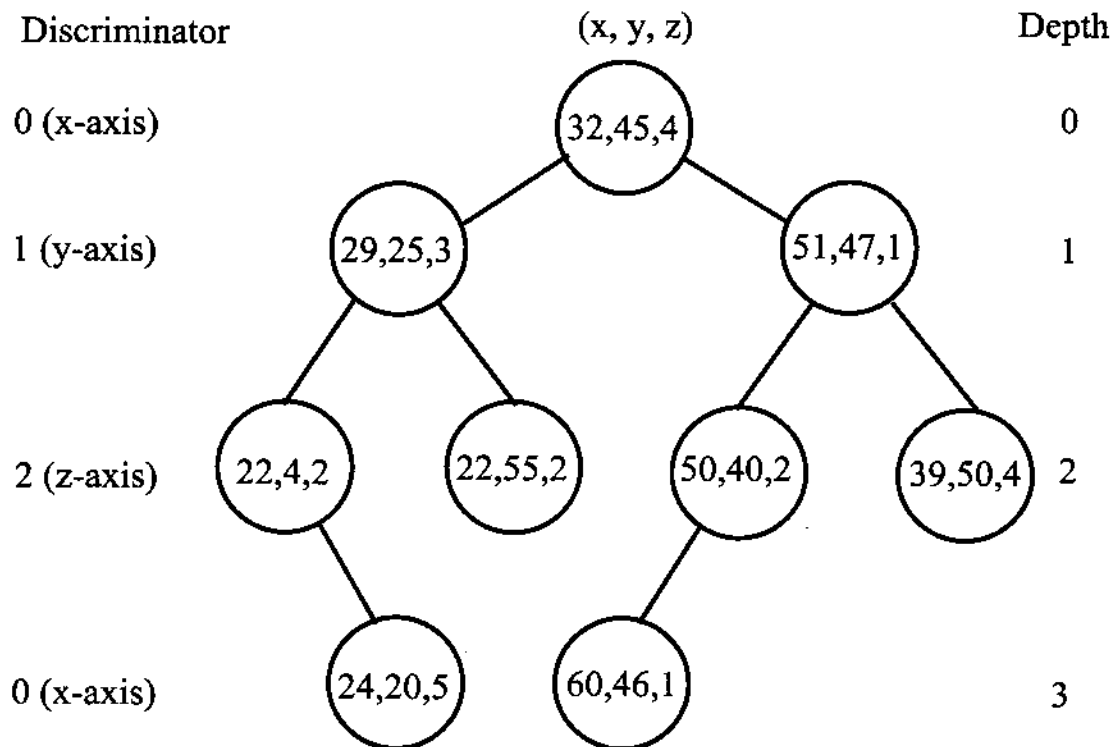 Discriminator (x, y, z) Depth
0 (x-axis) 32,45,4 0
1 (y-axis) 29,25,3 51,47,1 1
2 (z-axis) 22,4,2 22,55,2 50,40,2 39,50,4 2
0 (x-axis) 24,20,5 60,46,1 3